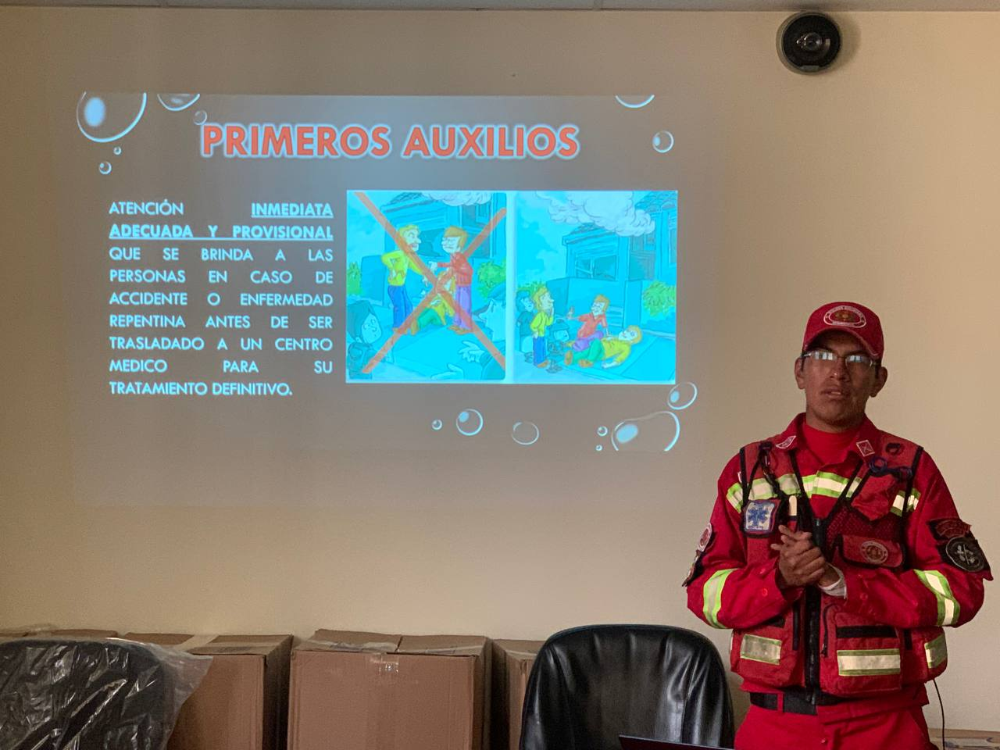 PRIMEROS AUXILIOS
ATENCIÓN INMEDIATA
ADECUADA Y PROVISIONAL
QUE SE BRINDA A LAS
PERSONAS EN CASO DE
ACCIDENTE O ENFERMEDAD
REPENTINA ANTES DE SER
TRASLADADO A UN CENTRO
MEDICO PARA SU
TRATAMIENTO DEFINITIVO.